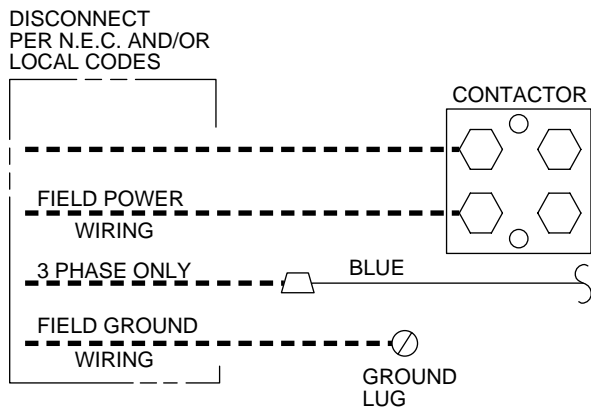 DISCONNECT
PER N.E.C. AND/OR
LOCAL CODES
CONTACTOR
FIELD POWER
WIRING
3 PHASE ONLY
BLUE
FIELD GROUND
WIRING
GROUND
LUG